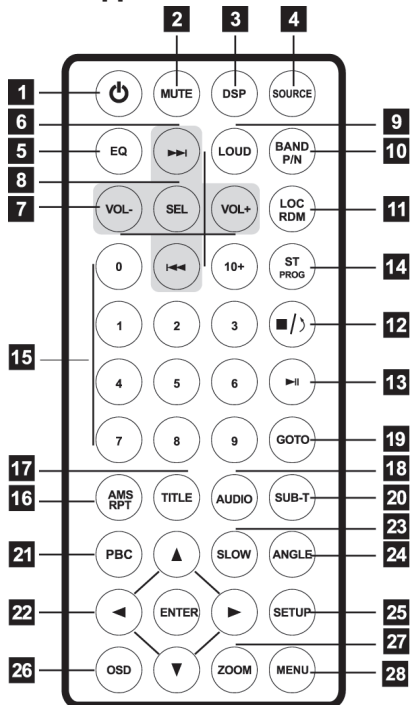 2 3 4
1 MUTE DSP SOURCE
6 9
5 EQ LOUD BAND P/N 10
8
7 VOL- SEL VOL+ LOC RDM 11
0 10+ ST PROG 14
1 2 3 12
15
4 5 6 13
7 8 9 GOTO 19
17 18
16 AMS RPT TITLE AUDIO SUB-T 20
23
21 PBC SLOW ANGLE 24
22 ENTER SETUP 25
27
26 OSD ZOOM MENU 28